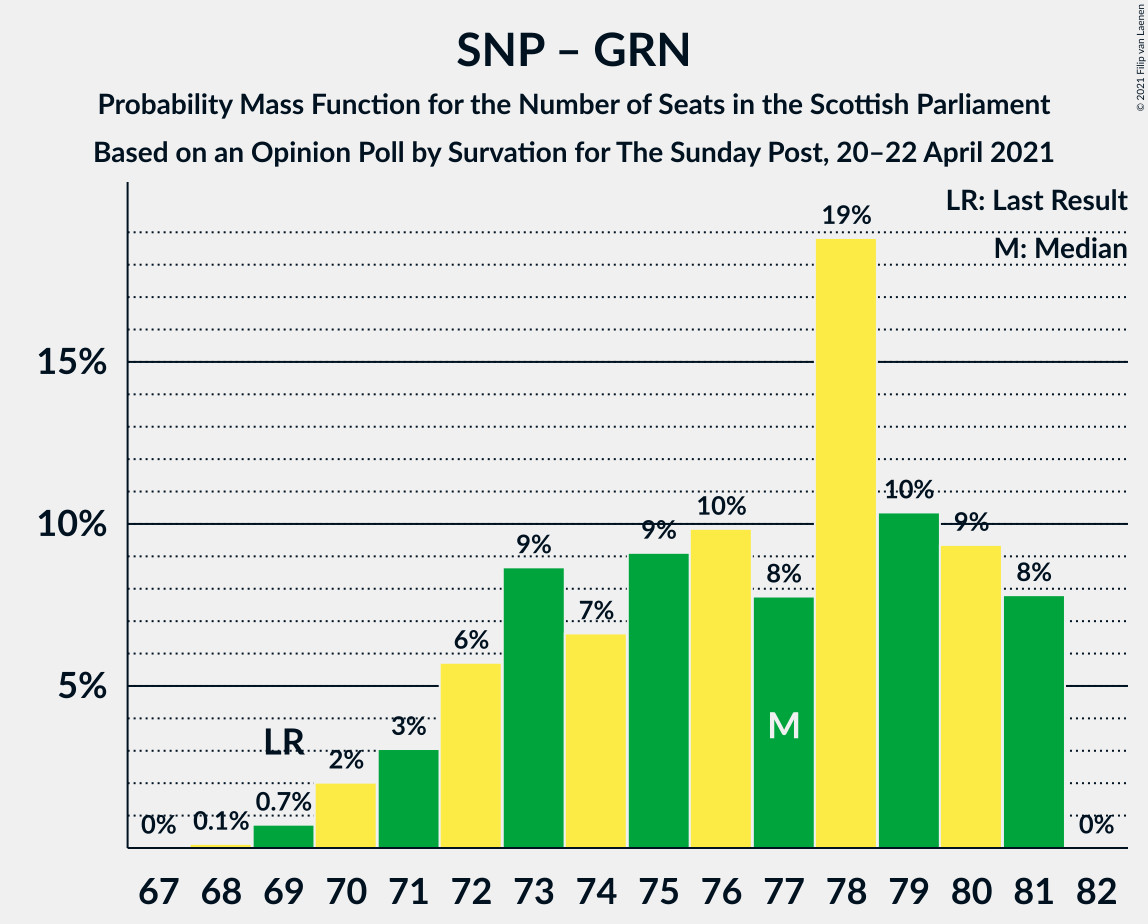 SNP – GRN
Probability Mass Function for the Number of Seats in the Scottish Parliament
Based on an Opinion Poll by Survation for The Sunday Post, 20–22 April 2021
© 2021 Filip van Laenen
LR: Last Result
M: Median
19%
15%
10%
10%
10%
9%
9%
9%
8%
8%
7%
6%
5%
3%
M
LR
2%
0.7%
0.1%
0%
0%
67 68 69 70 71 72 73 74 75 76 77 78 79 80 81 82